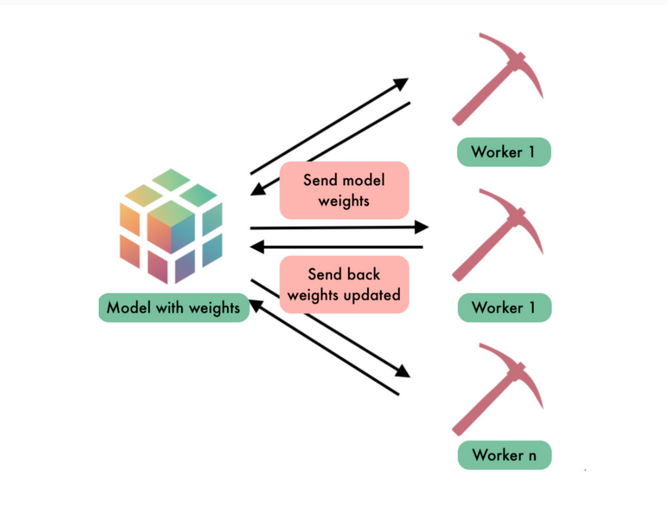 Worker 1
Send model
weights
Worker 1
Send back
weights updated
Model with weights
Worker n